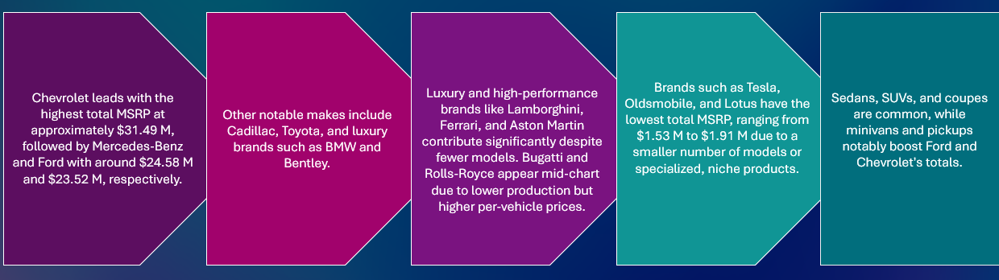 Chevrolet leads with the
highest total MSRP at
approximately $31.49 M,
followed by Mercedes-Benz
and Ford with around $24.58 M
and $23.52 M, respectively.
Other notable makes include
Cadillac, Toyota, and luxury
brands such as BMW and
Bentley.
Luxury and high-performance
brands like Lamborghini,
Ferrari, and Aston Martin
contribute significantly despite
fewer models. Bugatti and
Rolls-Royce appear mid-chart
due to lower production but
higher per-vehicle prices.
Brands such as Tesla,
Oldsmobile, and Lotus have the
lowest total MSRP, ranging from
$1.53 M to $1.91 M due to a
smaller number of models or
specialized, niche products.
Sedans, SUVs, and coupes
are common, while
minivans and pickups
notably boost Ford and
Chevrolet's totals.